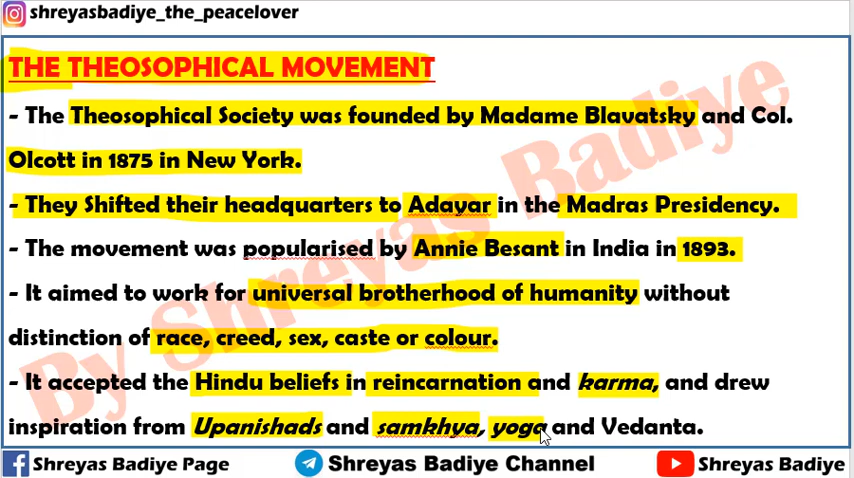 shreyasbadiye_the_peacelover
THE THEOSOPHICAL MOVEMENT
- The Theosophical Society was founded by Madame Blavatsky and Col.
Olcott in 1875 in New York.
- They Shifted their headquarters to Adayar in the Madras Presidency.
- The movement was popularised by Annie Besant in India in 1893.
- It aimed to work for universal brotherhood of humanity without
distinction of race, creed, sex, caste or colour.
- It accepted the Hindu beliefs in reincarnation and karma, and drew
inspiration from Upanishads and samkhya, yoga and Vedanta.
By Shreyas Badiye
Shreyas Badiye Page
Shreyas Badiye Channel
Shreyas Badiye